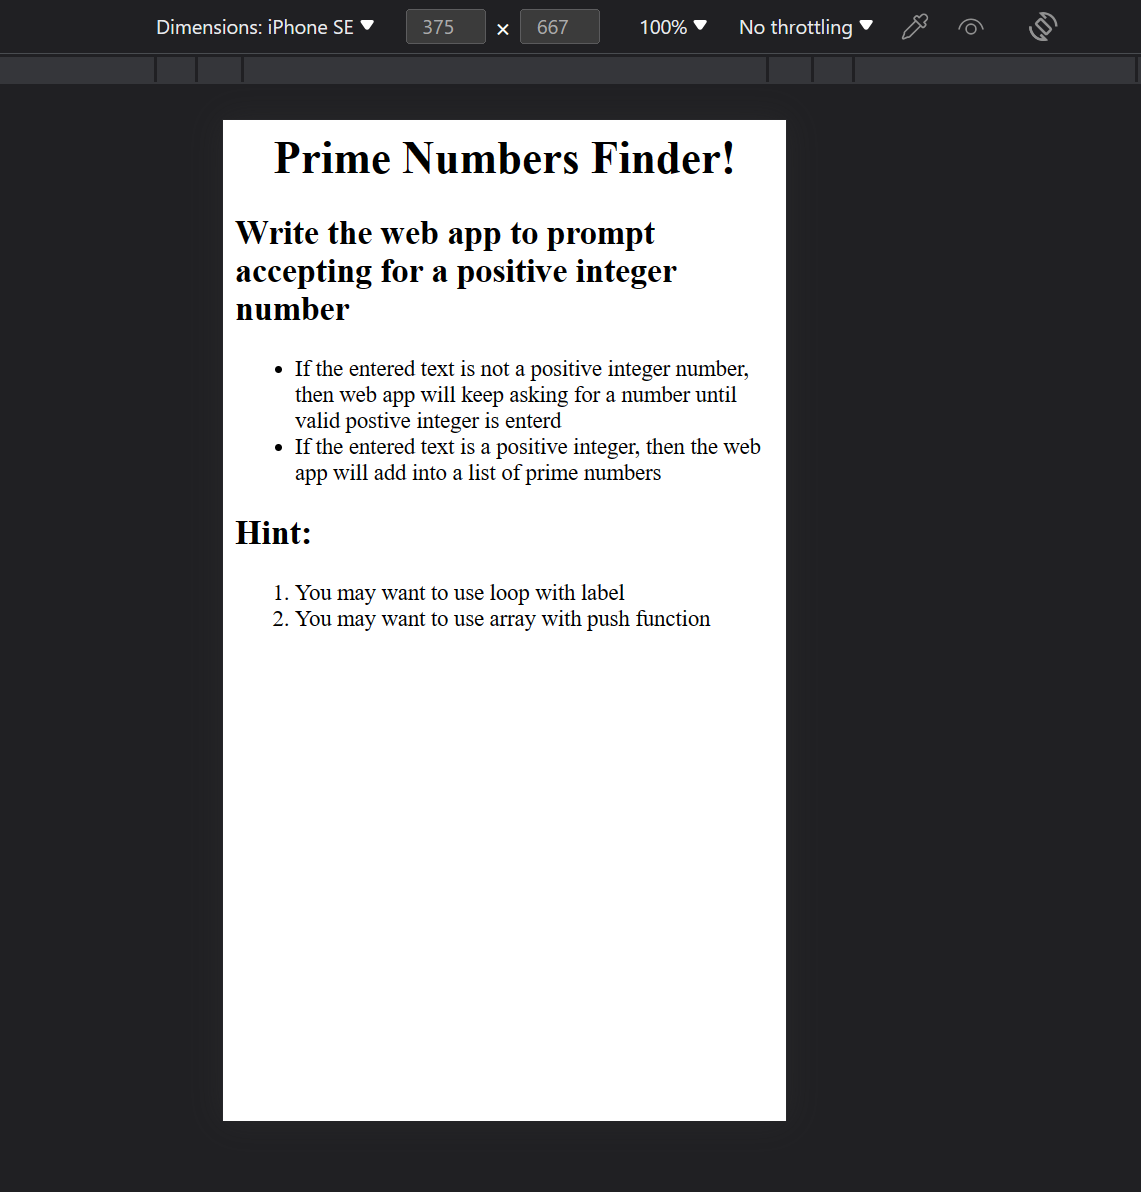 Dimensions: iPhone SE 375 × 667 100% No throttling
Prime Numbers Finder!
Write the web app to prompt
accepting for a positive integer
number
• If the entered text is not a positive integer number,
then web app will keep asking for a number until
valid postive integer is enterd
• If the entered text is a positive integer, then the web
app will add into a list of prime numbers
Hint:
1. You may want to use loop with label
2. You may want to use array with push function